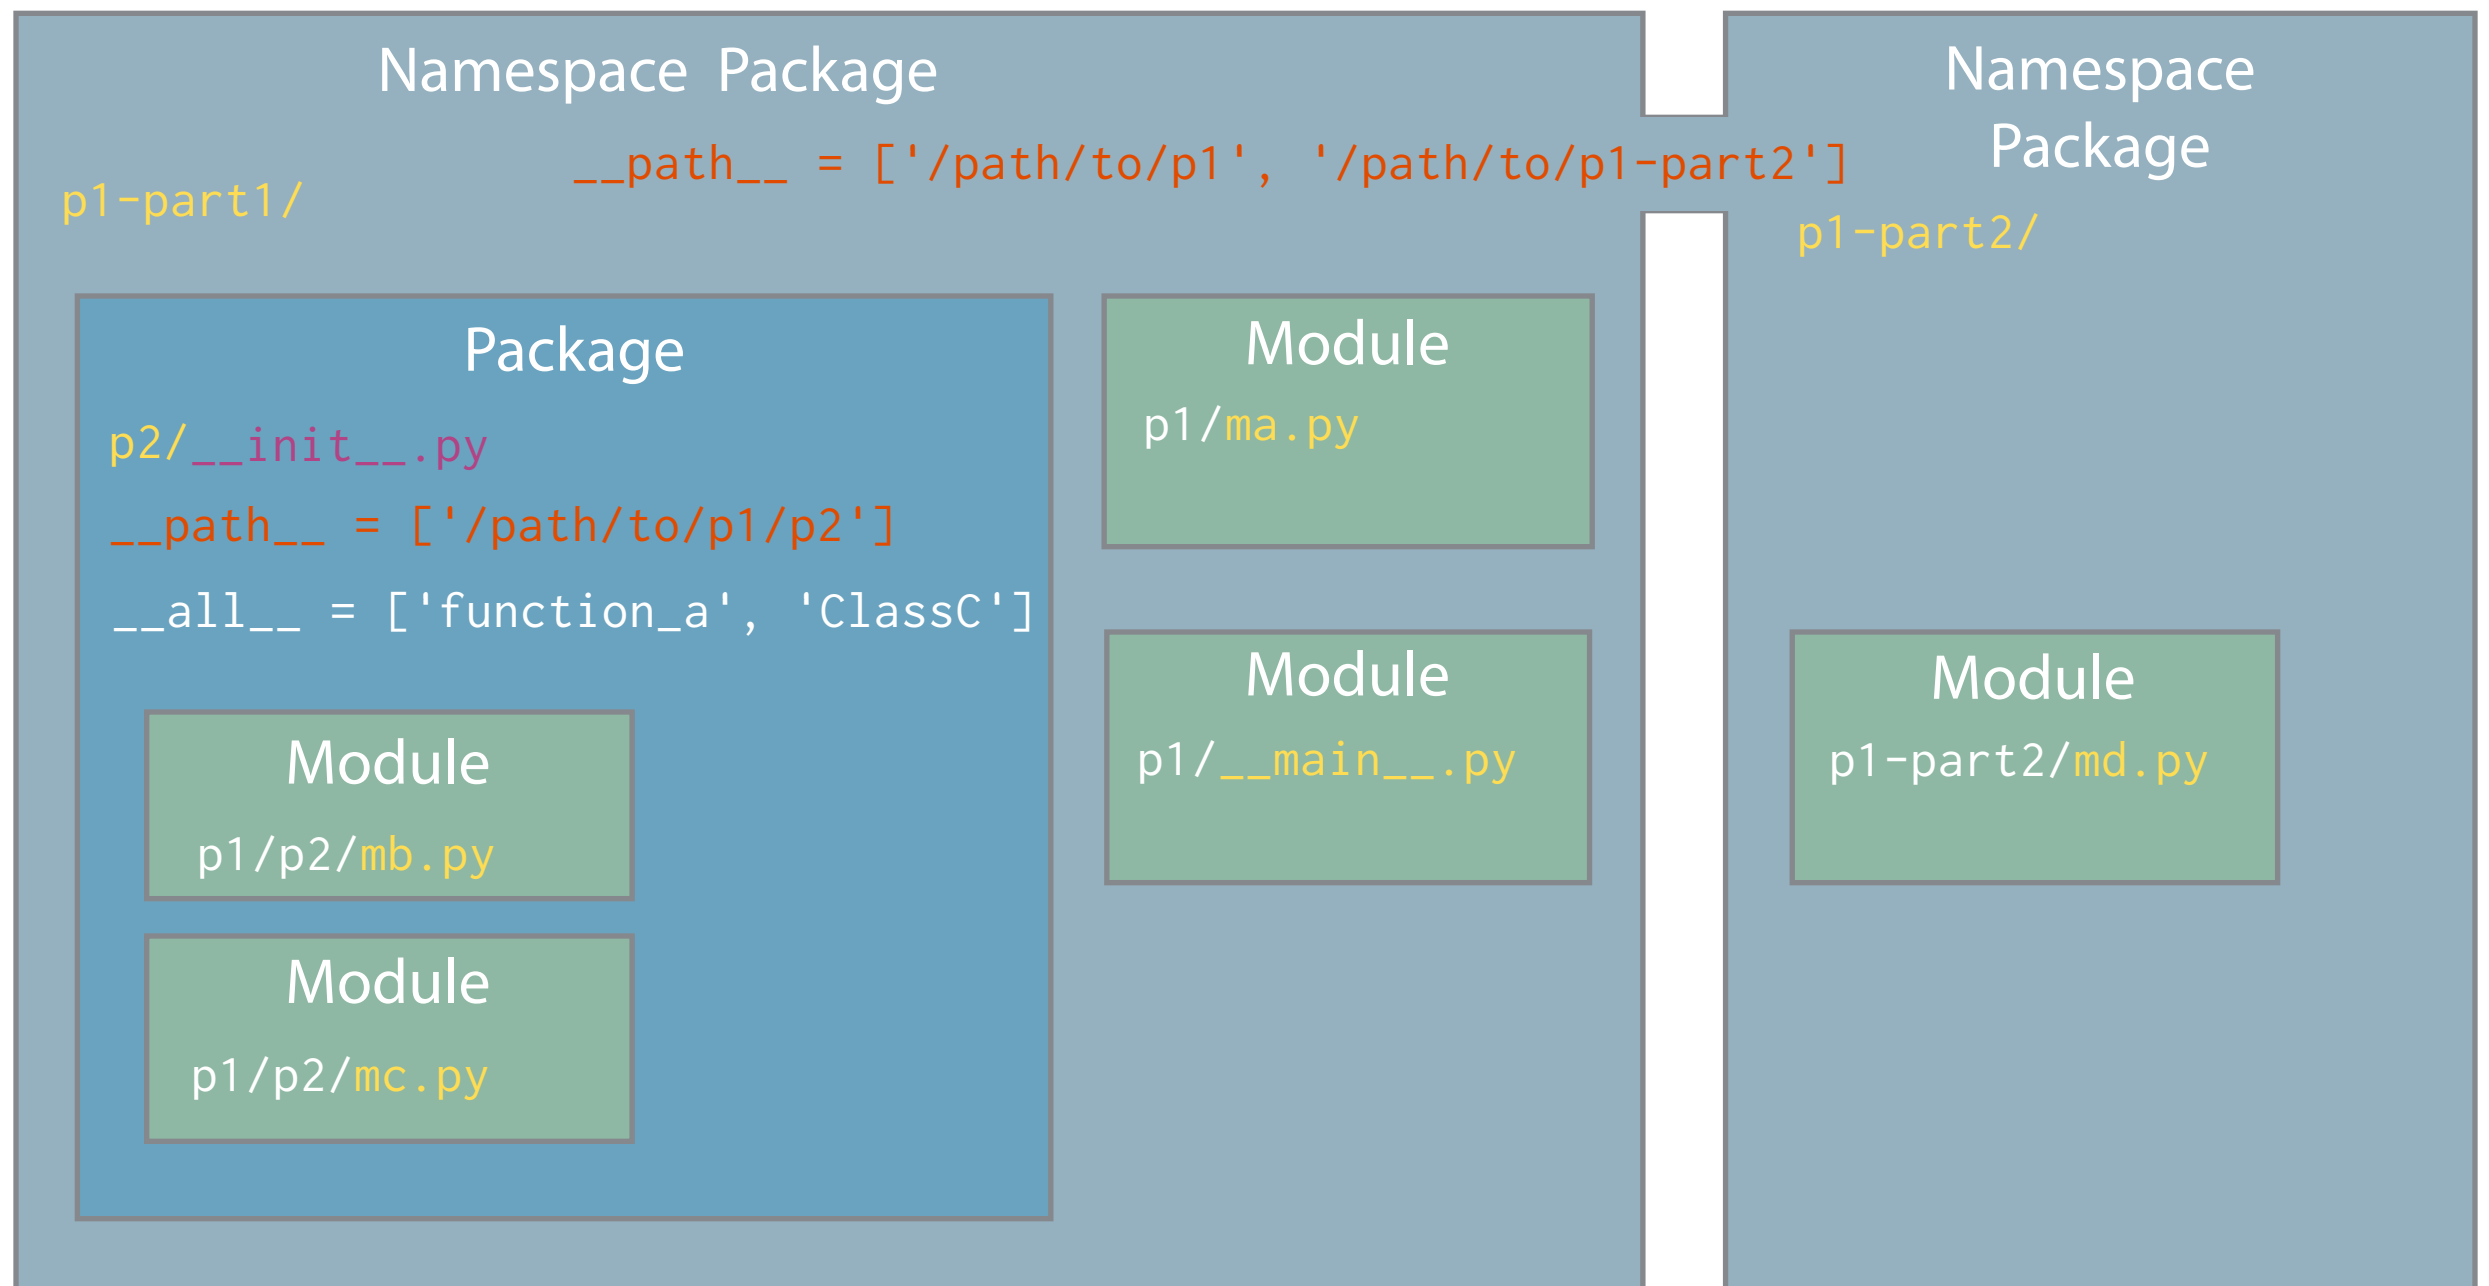 Namespace Package
__path__ = ['/path/to/p1', '/path/to/p1-part2']
p1-part1/
Package
p2/__init__.py
__path__ = ['/path/to/p1/p2']
__all__ = ['function_a', 'ClassC']
Module
p1/p2/mb.py
Module
p1/p2/mc.py
Module
p1/ma.py
Module
p1/__main__.py
Namespace
Package
p1-part2/
Module
p1-part2/md.py